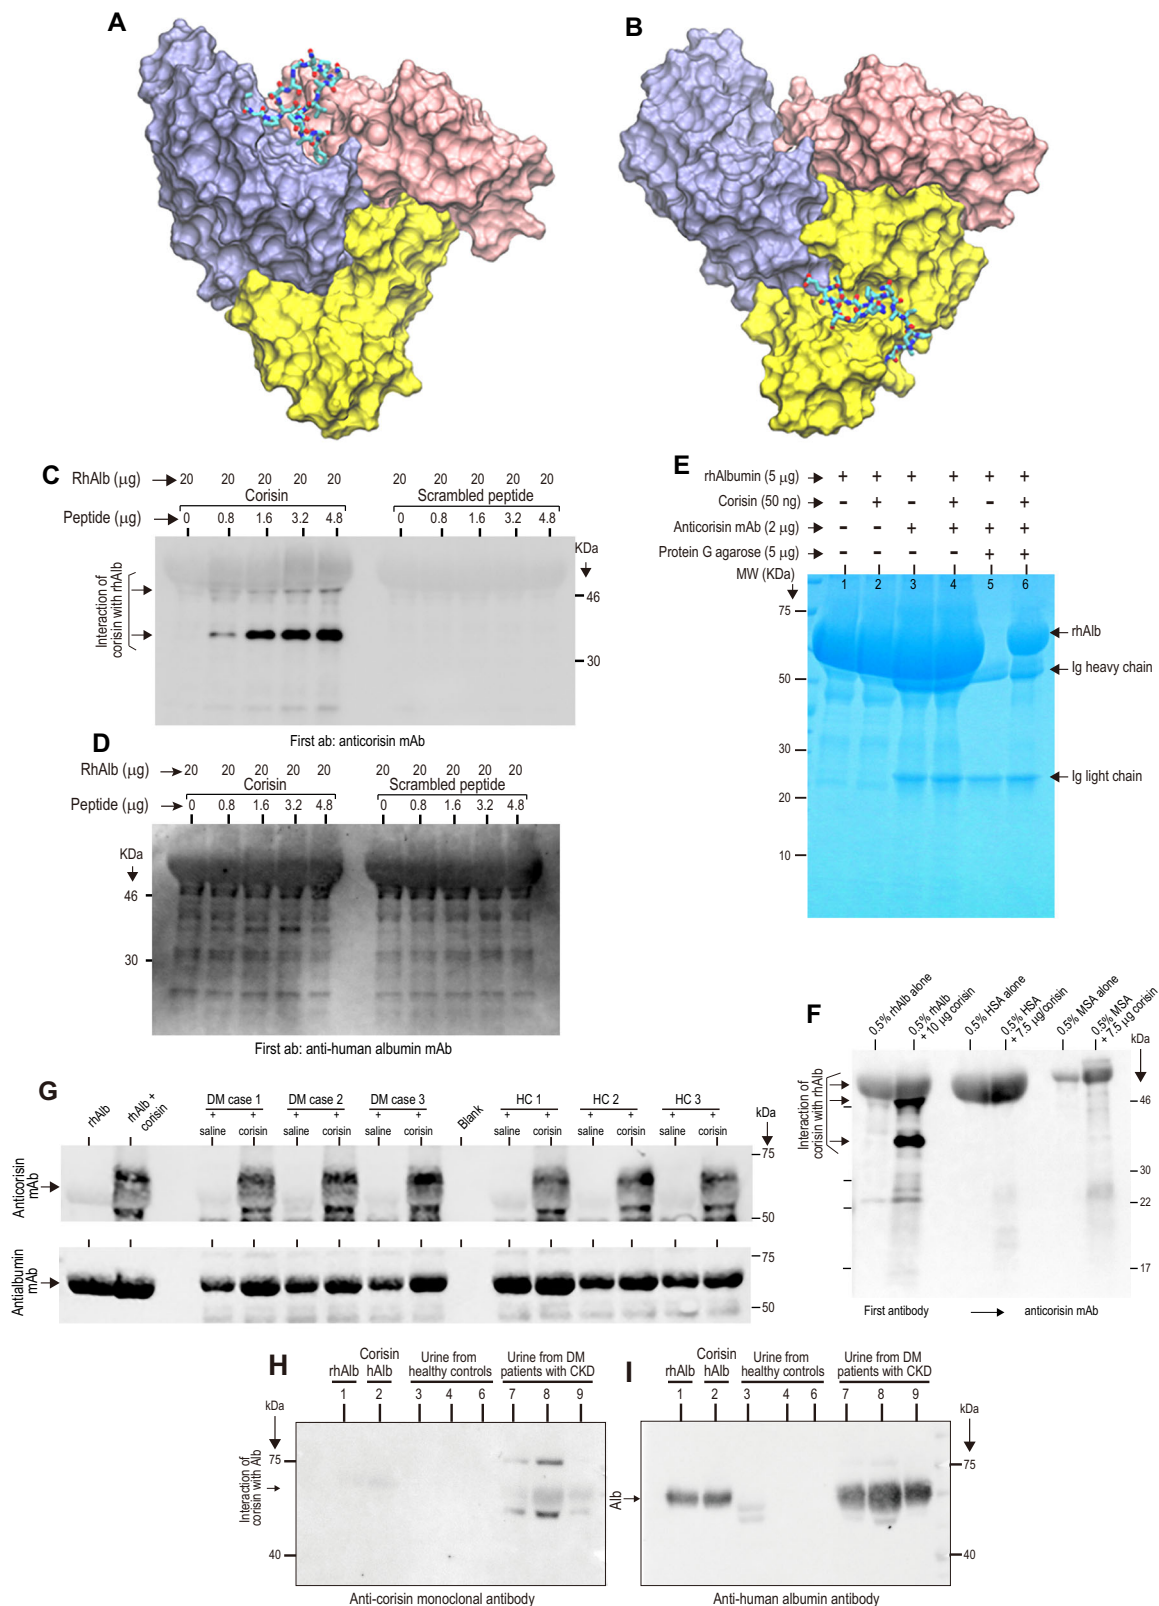 A
B
C
RhAlb (µg)
20 20 20 20 20 20 20 20 20 20
Corisin Scrambled peptide
Peptide (µg)
0 0.8 1.6 3.2 4.8 0 0.8 1.6 3.2 4.8
KDa
46
30
Interaction of
corisin with rhAlb
First ab: anticorisin mAb
D
RhAlb (µg)
20 20 20 20 20 20 20 20 20 20
Corisin Scrambled peptide
Peptide (µg)
0 0.8 1.6 3.2 4.8 0 0.8 1.6 3.2 4.8
KDa
46
30
First ab: anti-human albumin mAb
E
rhAlbumin (5 µg) + + + + + +
Corisin (50 ng) - + - + - +
Anticorisin mAb (2 µg) - - + + + +
Protein G agarose (5 µg) - - - - + +
MW (KDa)
1 2 3 4 5 6
75
50
30
20
10
rhAlb
Ig heavy chain
Ig light chain
F
0.5% rhAlb alone
0.5% rhAlb
+ 10 µg corisin
0.5% HSA alone
0.5% HSA
+ 7.5 µg/corisin
0.5% MSA alone
0.5% MSA
+ 7.5 µg corisin
kDa
46
30
22
17
Interaction of
corisin with rhAlb
First antibody anticorisin mAb
G
rhAlb
rhAlb +
corisin
DM case 1 DM case 2 DM case 3
Blank
HC 1 HC 2 HC 3
+ + + + + + + + + + + +
saline corisin saline corisin saline corisin saline corisin saline corisin saline corisin
kDa
75
50
75
50
Anticorisin
mAb
Antialbumin
mAb
H
rhAlb
Corisin
hAlb
Urine from
healthy controls
Urine from DM
patients with CKD
1 2 3 4 6 7 8 9
kDa
75
40
Interaction of
corisin with Alb
Anti-corisin monoclonal antibody
I
rhAlb
Corisin
hAlb
Urine from
healthy controls
Urine from DM
patients with CKD
1 2 3 4 6 7 8 9
kDa
75
40
Alb
Anti-human albumin antibody